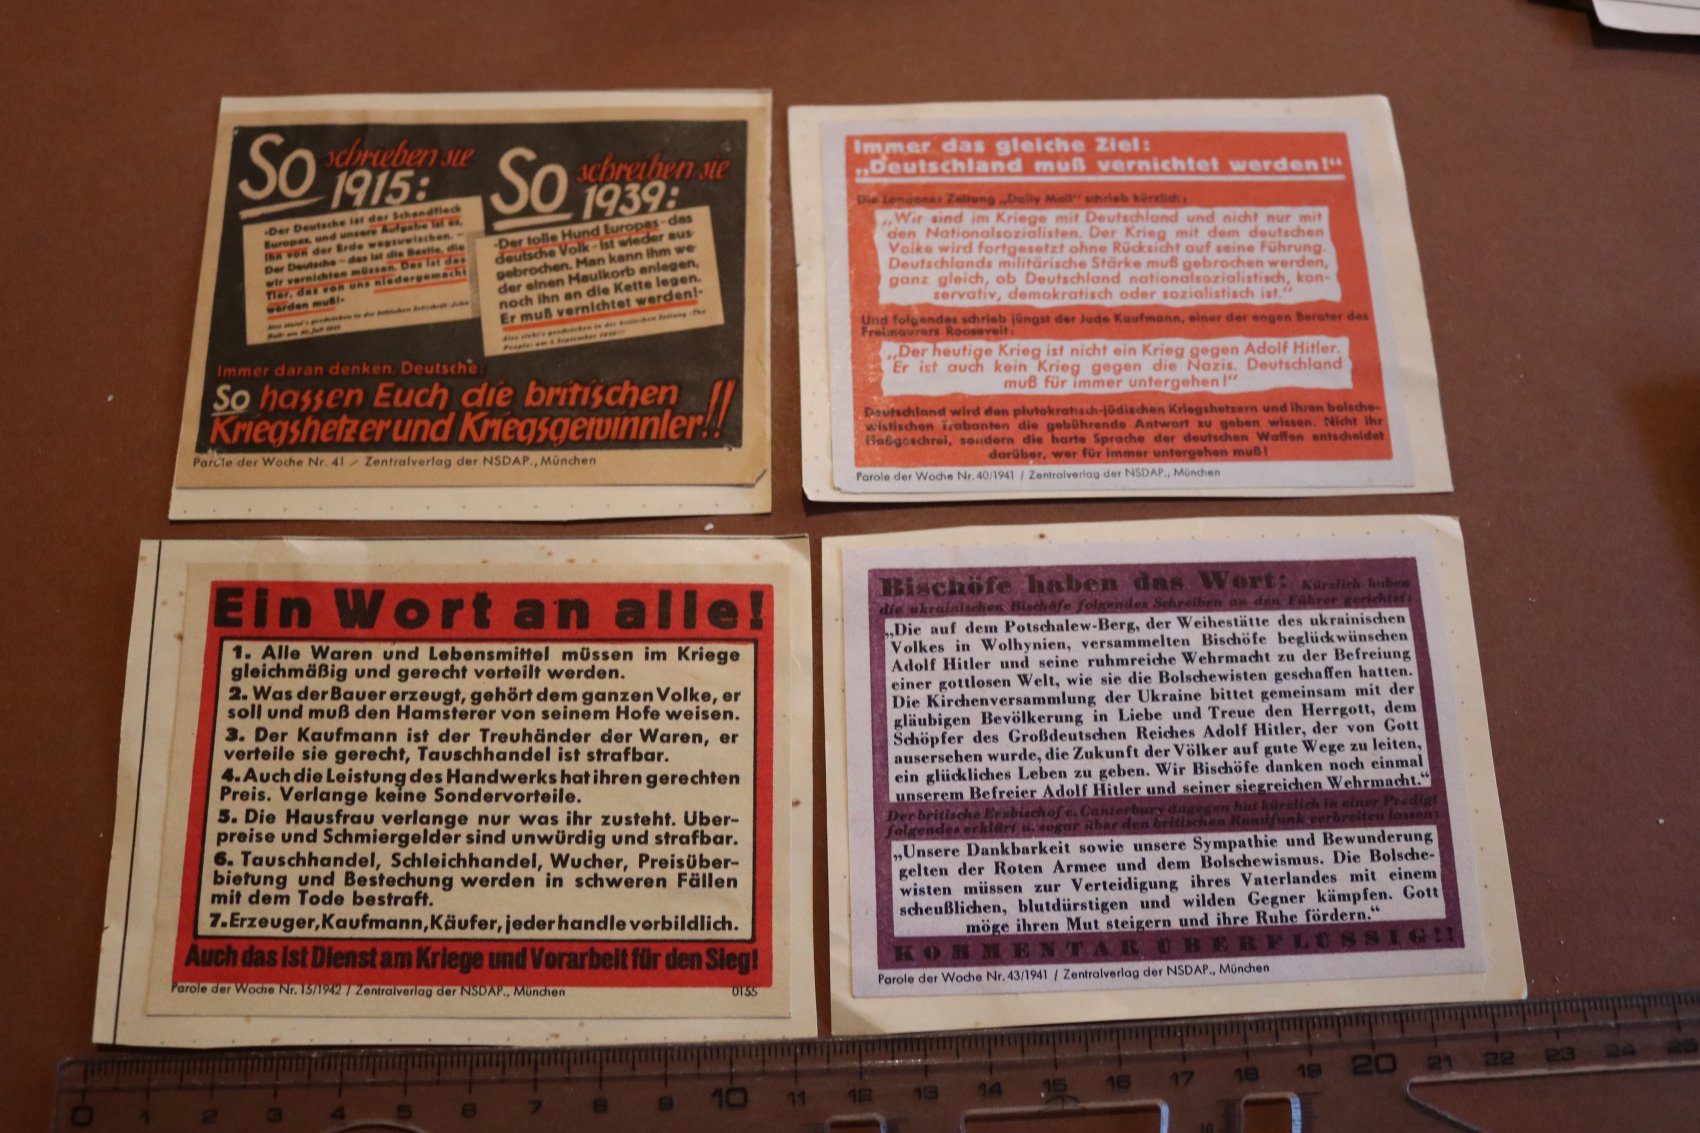 So schrieben sie
1915:
„Der Deutsche ist der Schandfleck
Europas, und unsere Aufgabe ist es,
ihn von der Erde wegzuwischen. –
Der Deutsche – das ist die Bestie, die
wir vernichten müssen. Das ist das
Tier, das von uns niedergemacht
werden muß!“
So schreiben sie
1939:
„Der tolle Hund Europas – das
deutsche Volk – ist wieder aus-
gebrochen. Man kann ihm we-
der einen Maulkorb anlegen,
noch ihn an die Kette legen.
Er muß vernichtet werden!“
Immer daran denken, Deutsche:
So hassen Euch die britischen
Kriegshetzer und Kriegsgewinnler!!
Parole der Woche Nr. 41 / Zentralverlag der NSDAP., München
Immer das gleiche Ziel:
„Deutschland muß vernichtet werden!“
Die Londoner Zeitung „Daily Mail“ schrieb kürzlich:
„Wir sind im Kriege mit Deutschland und nicht nur mit
den Nationalsozialisten. Der Krieg mit dem deutschen
Volke wird fortgesetzt ohne Rücksicht auf seine Führung.
Deutschlands militärische Stärke muß gebrochen werden,
ganz gleich, ob Deutschland nationalsozialistisch, kon-
servativ, demokratisch oder sozialistisch ist.“
Und folgendes schrieb jüngst der Jude Kaufmann, einer der engen Berater des
Freimaurers Roosevelt:
„Der heutige Krieg ist nicht ein Krieg gegen Adolf Hitler.
Er ist auch kein Krieg gegen die Nazis. Deutschland
muß für immer untergehen!“
Deutschland wird den plutokratisch-jüdischen Kriegshetzern und ihren bolsche-
wistischen Trabanten die gebührende Antwort zu geben wissen. Nicht ihr
Haßgeschrei, sondern die harte Sprache der deutschen Waffen entscheidet
darüber, wer für immer untergehen muß!
Parole der Woche Nr. 40/1941 / Zentralverlag der NSDAP., München
Ein Wort an alle!
1. Alle Waren und Lebensmittel müssen im Kriege
gleichmäßig und gerecht verteilt werden.
2. Was der Bauer erzeugt, gehört dem ganzen Volke, er
soll und muß den Hamsterer von seinem Hofe weisen.
3. Der Kaufmann ist der Treuhänder der Waren, er
verteile sie gerecht, Tauschhandel ist strafbar.
4. Auch die Leistung des Handwerks hat ihren gerechten
Preis. Verlange keine Sondervorteile.
5. Die Hausfrau verlange nur was ihr zusteht. Über-
preise und Schmiergelder sind unwürdig und strafbar.
6. Tauschhandel, Schleichhandel, Wucher, Preisüber-
bietung und Bestechung werden in schweren Fällen
mit dem Tode bestraft.
7. Erzeuger, Kaufmann, Käufer, jeder handle vorbildlich.
Auch das ist Dienst am Kriege und Vorarbeit für den Sieg!
Parole der Woche Nr. 15/1942 / Zentralverlag der NSDAP., München 0155
Bischöfe haben das Wort: Kürzlich haben
die ukrainischen Bischöfe folgendes Schreiben an den Führer gerichtet:
„Die auf dem Potschalew-Berg, der Weihestätte des ukrainischen
Volkes in Wolhynien, versammelten Bischöfe beglückwünschen
Adolf Hitler und seine ruhmreiche Wehrmacht zu der Befreiung
einer gottlosen Welt, wie sie die Bolschewisten geschaffen hatten.
Die Kirchenversammlung der Ukraine bittet gemeinsam mit der
gläubigen Bevölkerung in Liebe und Treue den Herrgott, dem
Schöpfer des Großdeutschen Reiches Adolf Hitler, der von Gott
ausersehen wurde, die Zukunft der Völker auf gute Wege zu leiten,
ein glückliches Leben zu geben. Wir Bischöfe danken noch einmal
unserem Befreier Adolf Hitler und seiner siegreichen Wehrmacht.“
Der britische Erzbischof v. Canterbury dagegen hat kürzlich in einer Predigt
folgendes erklärt u. sogar über den britischen Rundfunk verbreiten lassen:
„Unsere Dankbarkeit sowie unsere Sympathie und Bewunderung
gelten der Roten Armee und dem Bolschewismus. Die Bolsche-
wisten müssen zur Verteidigung ihres Vaterlandes mit einem
scheußlichen, blutdürstigen und wilden Gegner kämpfen. Gott
möge ihren Mut steigern und ihre Ruhe fördern.“
KOMMENTAR ÜBERFLÜSSIG!!
Parole der Woche Nr. 43/1941 / Zentralverlag der NSDAP., München
0 1 2 3 4 5 6 7 8 9 10 11 12 13 14 15 16 17 18 19 20 21 22 23 24 25